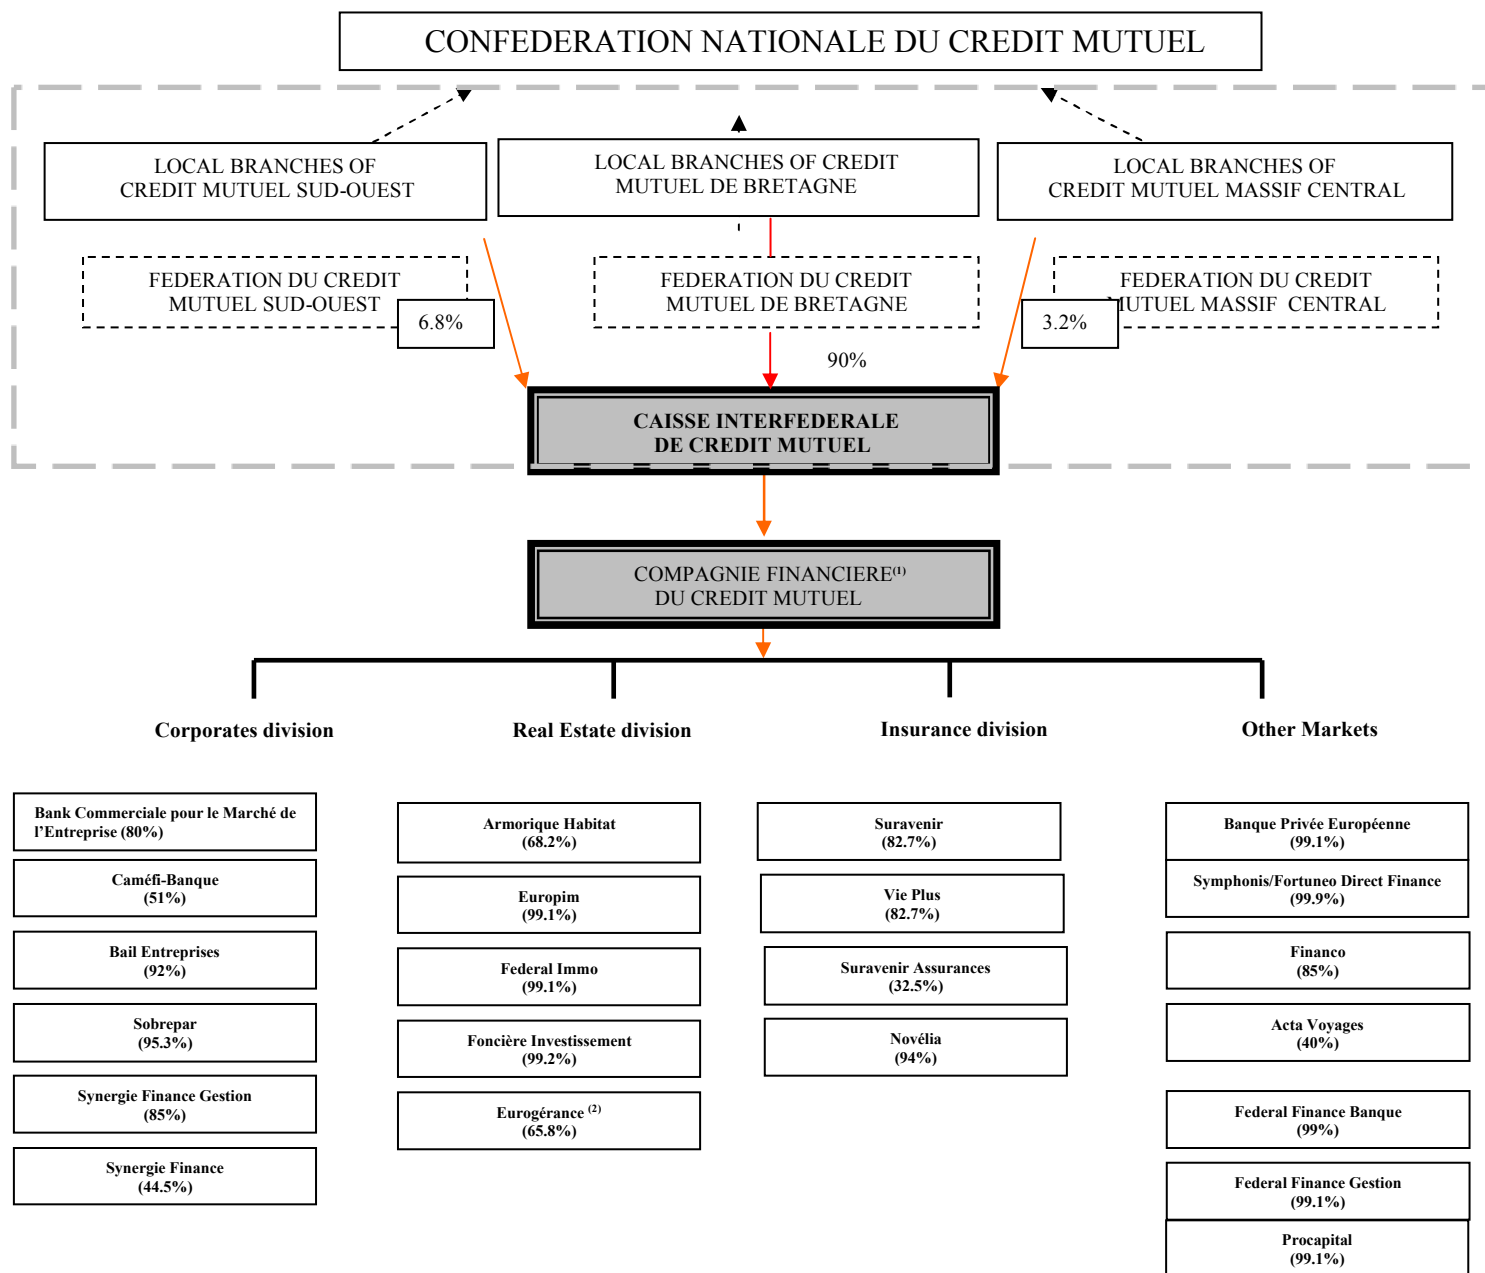 CONFEDERATION NATIONALE DU CREDIT MUTUEL
LOCAL BRANCHES OF
CREDIT MUTUEL SUD-OUEST
LOCAL BRANCHES OF CREDIT
MUTUEL DE BRETAGNE
LOCAL BRANCHES OF
CREDIT MUTUEL MASSIF CENTRAL
FEDERATION DU CREDIT
MUTUEL SUD-OUEST
FEDERATION DU CREDIT
MUTUEL DE BRETAGNE
FEDERATION DU CREDIT
MUTUEL MASSIF CENTRAL
6.8%
90%
3.2%
CAISSE INTERFEDERALE
DE CREDIT MUTUEL
COMPAGNIE FINANCIERE(1)
DU CREDIT MUTUEL
Corporates division
Real Estate division
Insurance division
Other Markets
Bank Commerciale pour le Marché de
l’Entreprise (80%)
Caméfi-Banque
(51%)
Bail Entreprises
(92%)
Sobrepar
(95.3%)
Synergie Finance Gestion
(85%)
Synergie Finance
(44.5%)
Armorique Habitat
(68.2%)
Europim
(99.1%)
Federal Immo
(99.1%)
Foncière Investissement
(99.2%)
Eurogérance (2)
(65.8%)
Suravenir
(82.7%)
Vie Plus
(82.7%)
Suravenir Assurances
(32.5%)
Novélia
(94%)
Banque Privée Européenne
(99.1%)
Symphonis/Fortuneo Direct Finance
(99.9%)
Financo
(85%)
Acta Voyages
(40%)
Federal Finance Banque
(99%)
Federal Finance Gestion
(99.1%)
Procapital
(99.1%)